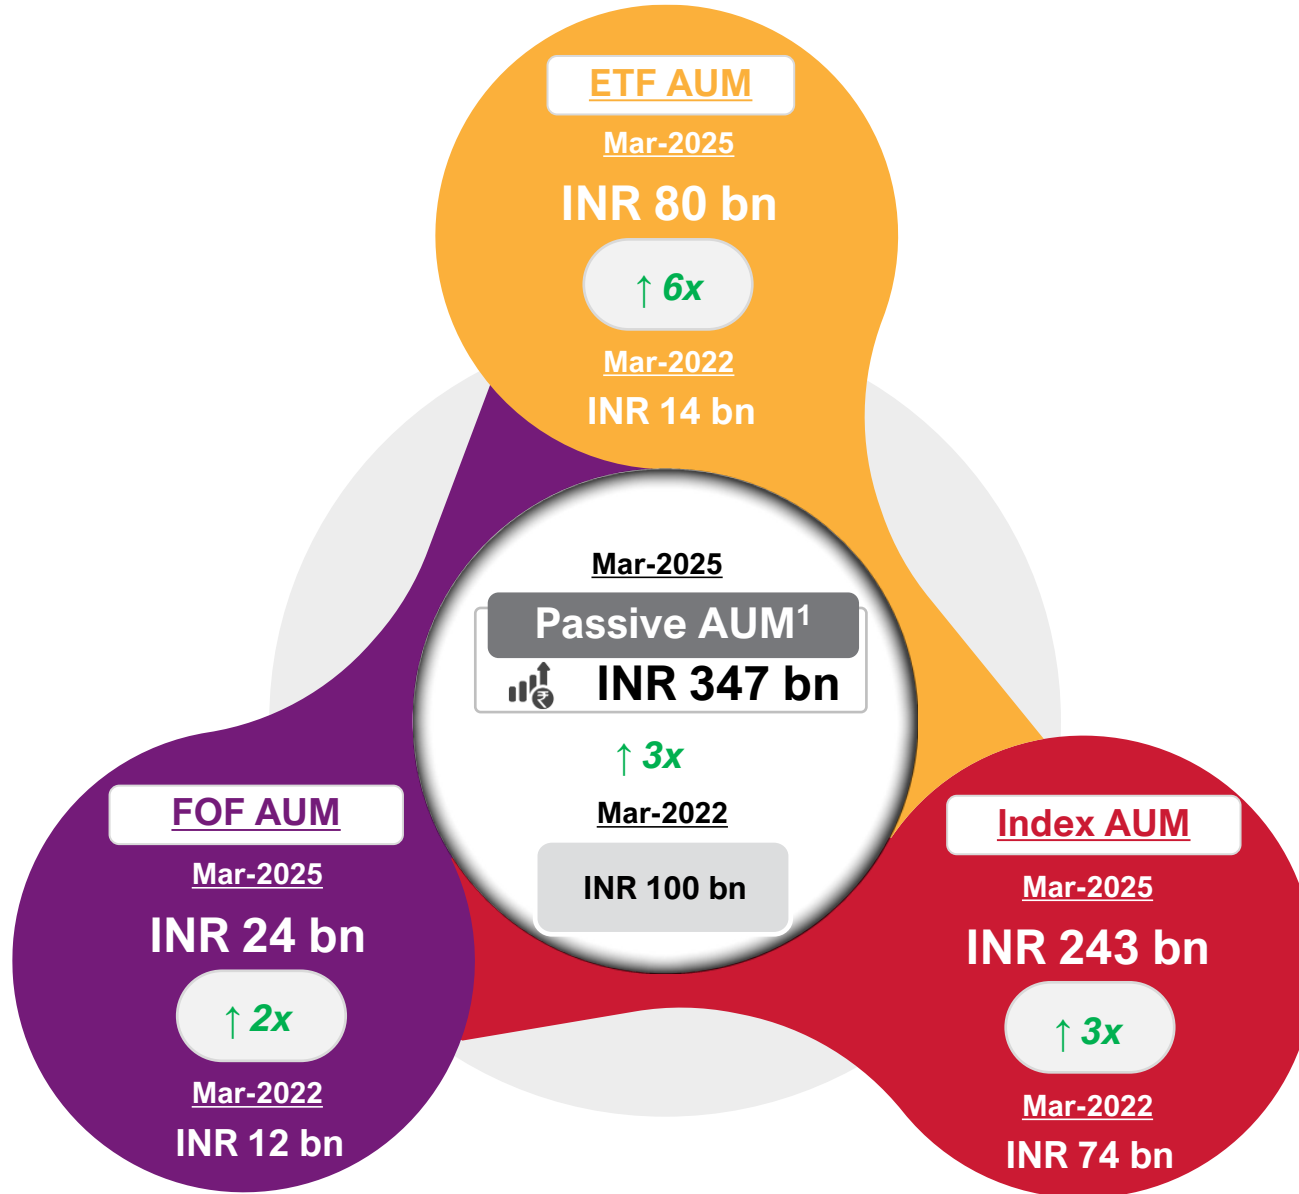 ETF AUM
Mar-2025
INR 80 bn
↑ 6x
Mar-2022
INR 14 bn
Mar-2025
Passive AUM¹
₹
INR 347 bn
↑ 3x
Mar-2022
INR 100 bn
FOF AUM
Mar-2025
INR 24 bn
↑ 2x
Mar-2022
INR 12 bn
Index AUM
Mar-2025
INR 243 bn
↑ 3x
Mar-2022
INR 74 bn